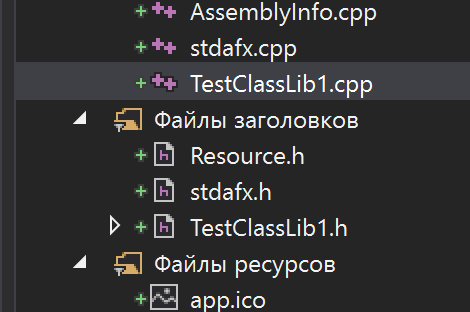 AssemblyInfo.cpp
stdafx.cpp
TestClassLib1.cpp
Файлы заголовков
Resource.h
stdafx.h
TestClassLib1.h
Файлы ресурсов
app.ico